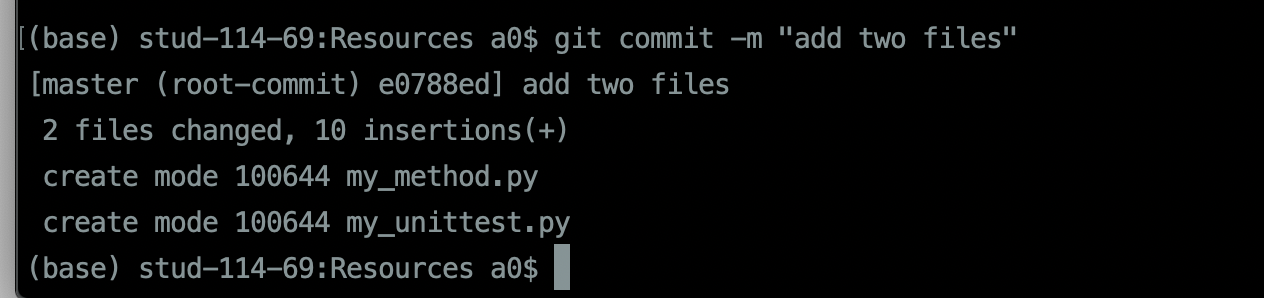 [(base) stud-114-69:Resources a0$ git commit -m "add two files"
[master (root-commit) e0788ed] add two files
 2 files changed, 10 insertions(+)
 create mode 100644 my_method.py
 create mode 100644 my_unittest.py
(base) stud-114-69:Resources a0$